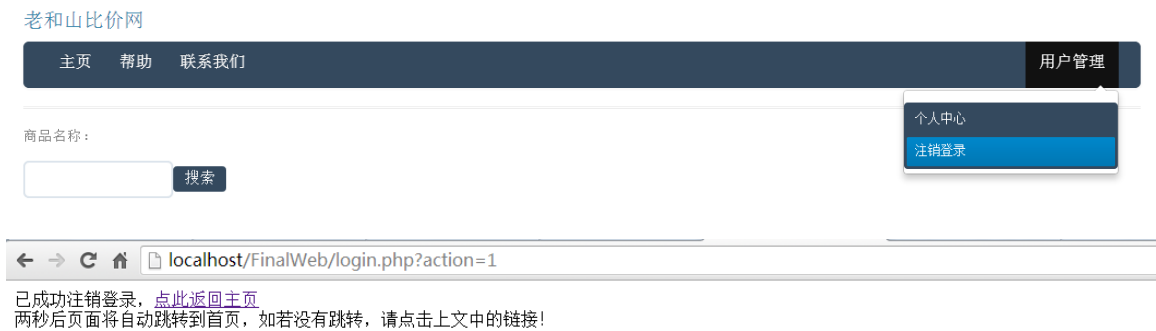 老和山比价网
主页 帮助 联系我们 用户管理
个人中心
注销登录
商品名称：
搜索
localhost/FinalWeb/login.php?action=1
已成功注销登录，点此返回主页
两秒后页面将自动跳转到首页，如若没有跳转，请点击上文中的链接！